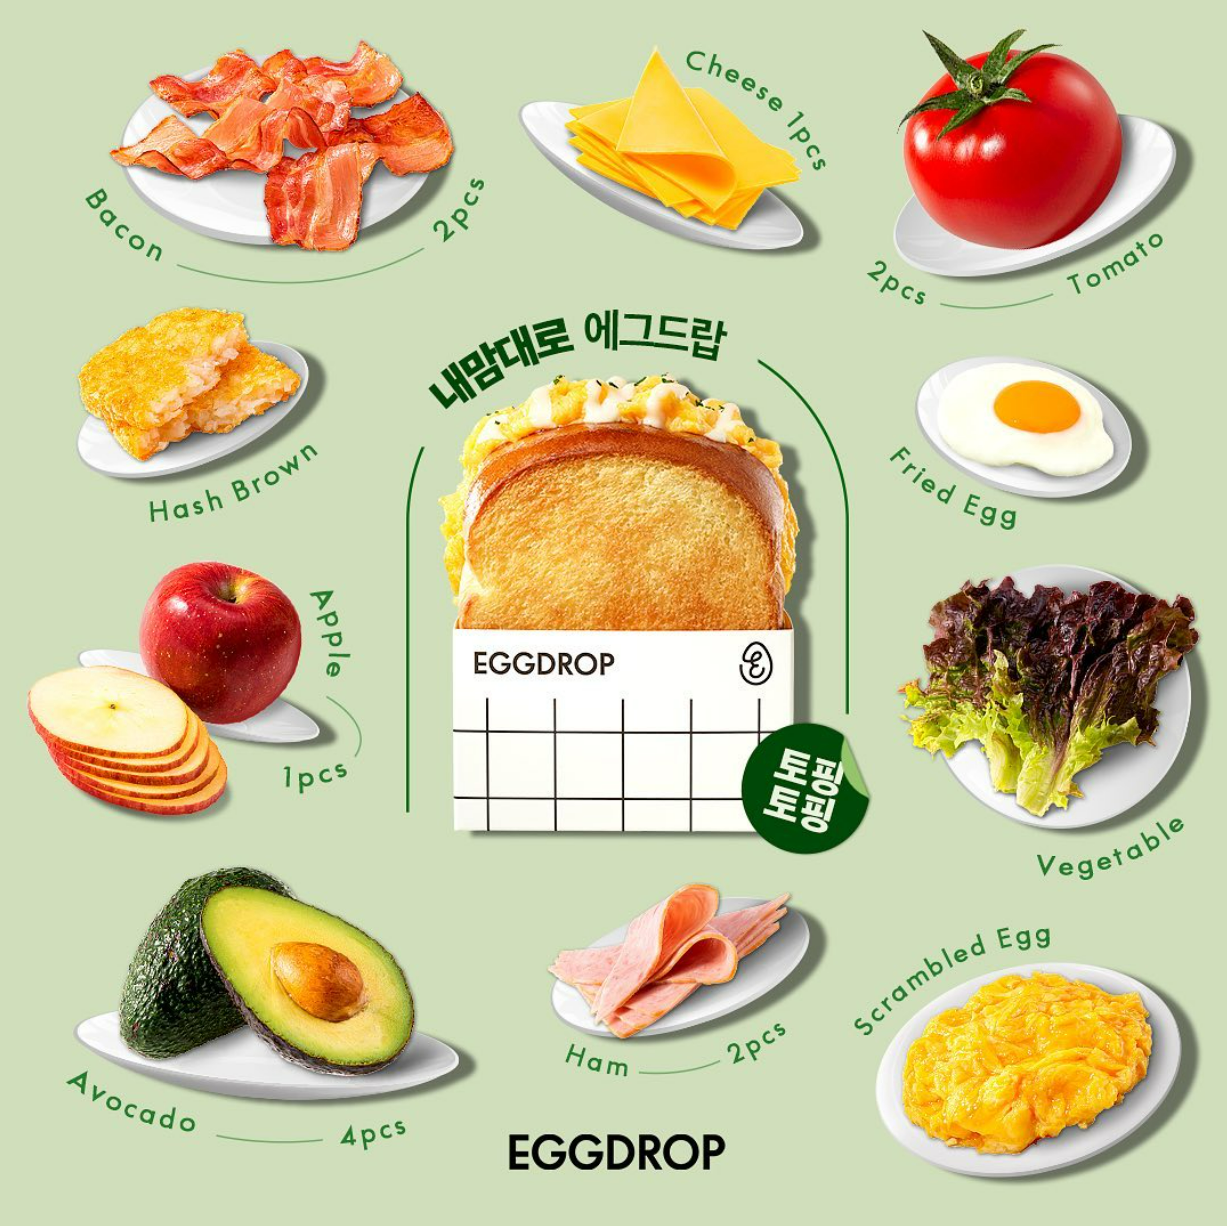 Bacon 2pcs
Cheese 1pcs
2pcs Tomato
내맘대로 에그드랍
Hash Brown
Fried Egg
Apple
1pcs
EGGDROP
토핑
토핑
Vegetable
Avocado 4pcs
Ham 2pcs
Scrambled Egg
EGGDROP